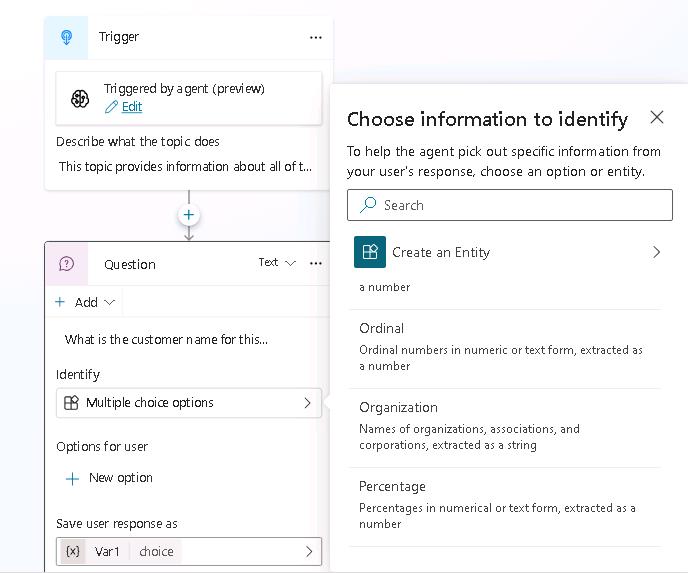 Trigger
Triggered by agent (preview)
Edit
Describe what the topic does
This topic provides information about all of t...
Question
Text
Add
What is the customer name for this...
Identify
Multiple choice options
Options for user
New option
Save user response as
{x} Var1 choice
Choose information to identify
To help the agent pick out specific information from
your user's response, choose an option or entity.
Search
Create an Entity
a number
Ordinal
Ordinal numbers in numeric or text form, extracted as
a number
Organization
Names of organizations, associations, and
corporations, extracted as a string
Percentage
Percentages in numerical or text form, extracted as a
number